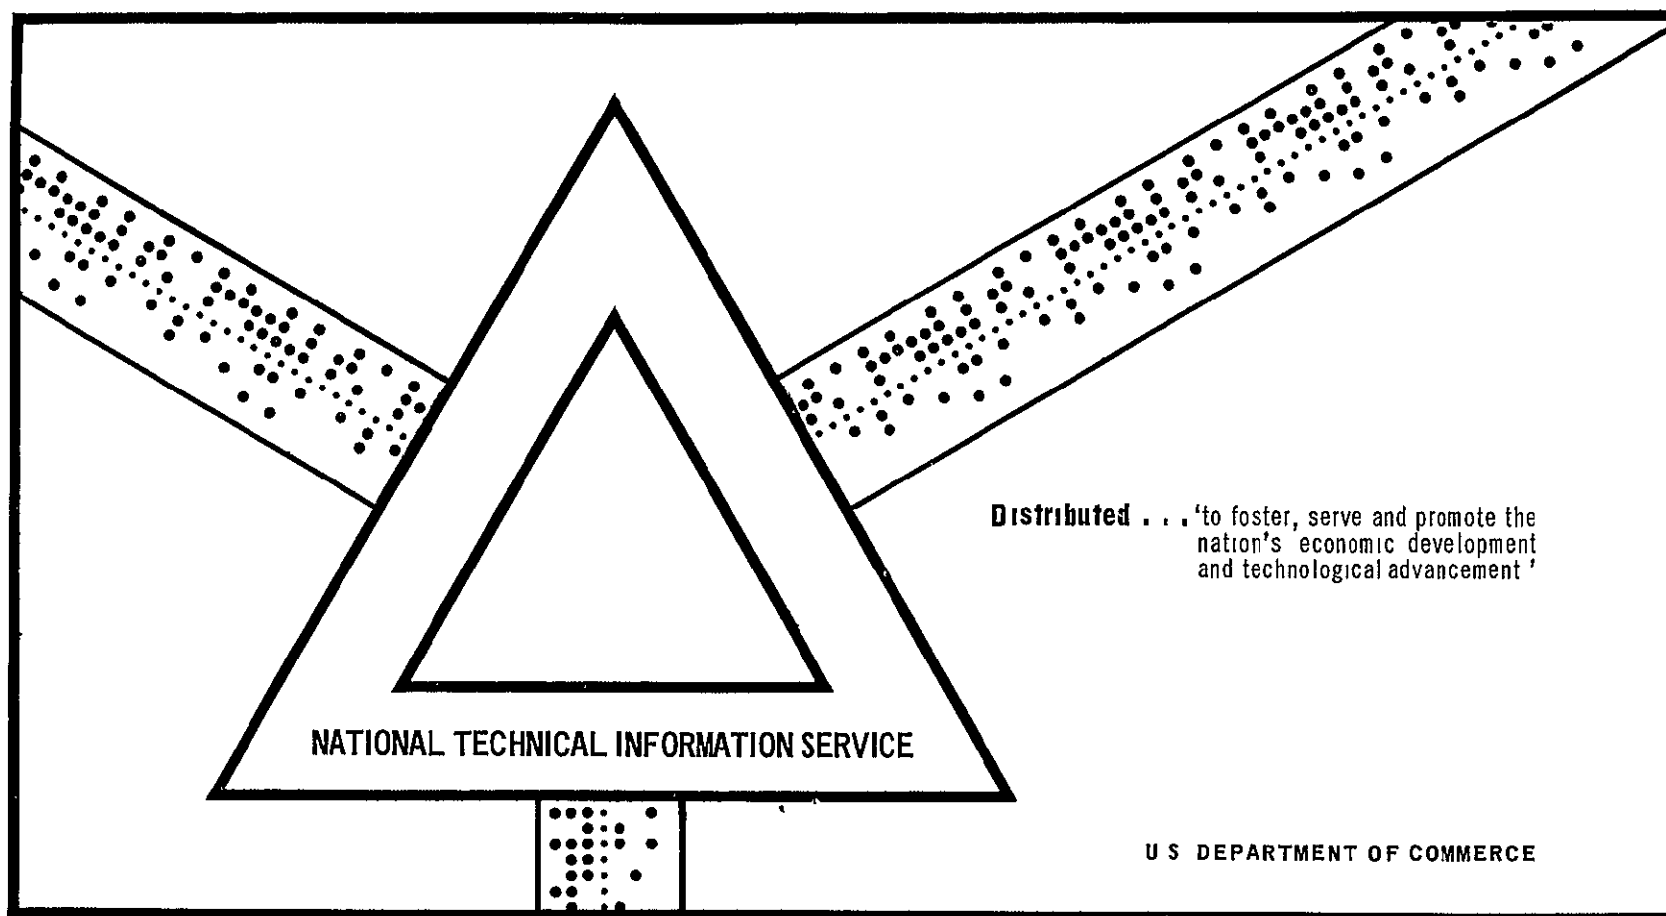 Distributed . . . 'to foster, serve and promote the
nation's economic development
and technological advancement '
NATIONAL TECHNICAL INFORMATION SERVICE
U S DEPARTMENT OF COMMERCE